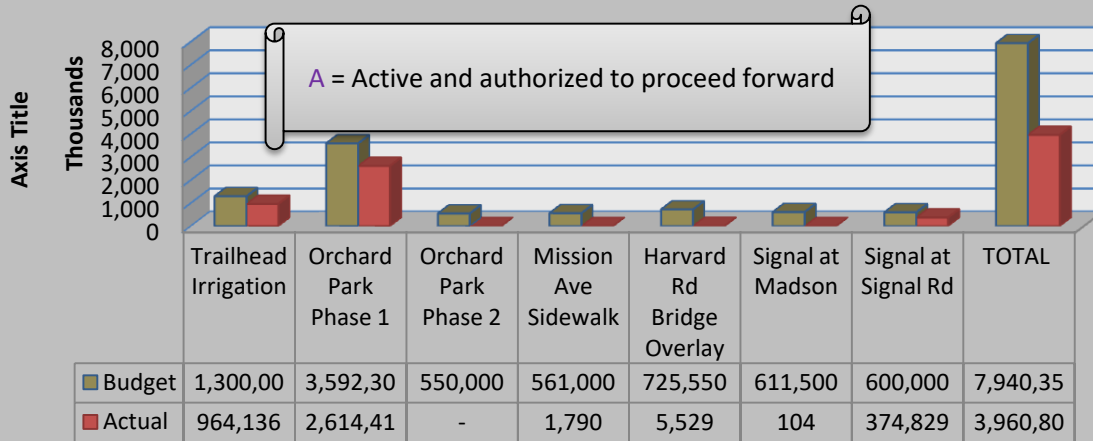 A = Active and authorized to proceed forward
Axis Title
Thousands
8,000
7,000
6,000
5,000
4,000
3,000
2,000
1,000
0
Trailhead Irrigation
Orchard Park Phase 1
Orchard Park Phase 2
Mission Ave Sidewalk
Harvard Rd Bridge Overlay
Signal at Madson
Signal at Signal Rd
TOTAL
Budget 1,300,00 3,592,30 550,000 561,000 725,550 611,500 600,000 7,940,35
Actual 964,136 2,614,41 - 1,790 5,529 104 374,829 3,960,80